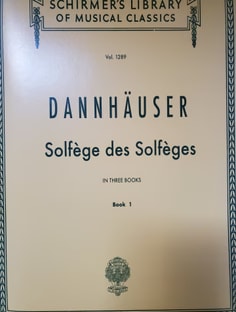 SCHIRMER'S LIBRARY
OF MUSICAL CLASSICS
Vol. 1289
DANNHÄUSER
Solfège des Solfèges
IN THREE BOOKS
Book 1